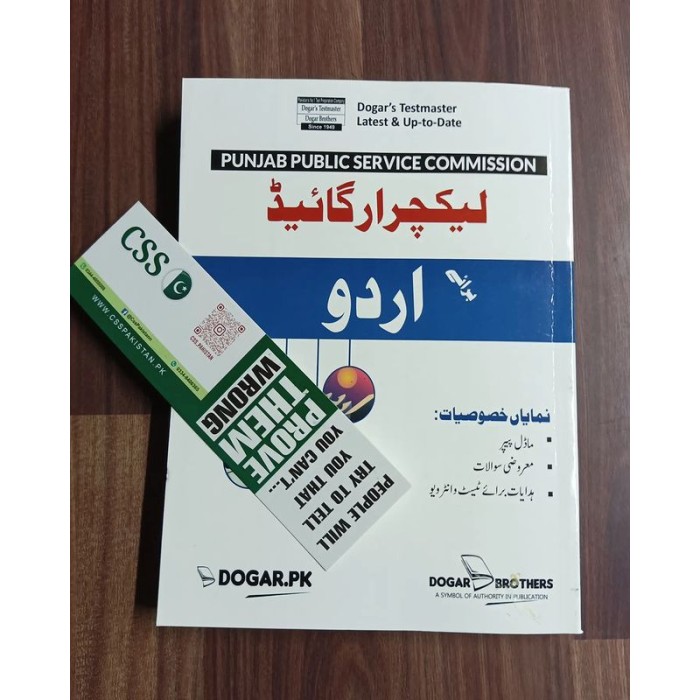 Dogar's Testmaster
Dogar Brothers
Since 1949
Dogar's Testmaster
Latest & Up-to-Date
PUNJAB PUBLIC SERVICE COMMISSION
لیکچرار گائیڈ
برائے
اردو
نمایاں خصوصیات:
ماڈل پیپر
معروضی سوالات
ہدایات برائے ٹیسٹ و انٹرویو
DOGAR.PK
DOGAR BROTHERS
A SYMBOL OF AUTHORITY IN PUBLICATION
CSS
WWW.CSSPAKISTAN.PK
CSS_PAKISTAN
PEOPLE WILL
TRY TO TELL
YOU THAT
YOU CAN'T...
PROVE
THEM
WRONG